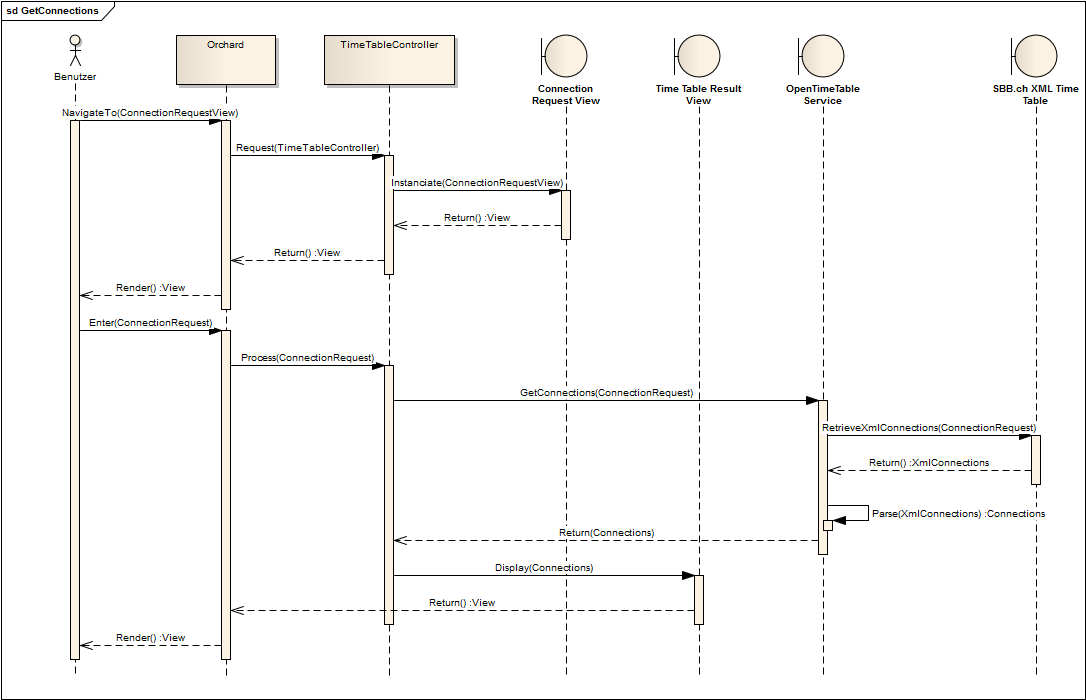 sd GetConnections
Benutzer
Orchard
TimeTableController
Connection
Request View
Time Table Result
View
OpenTimeTable
Service
SBB.ch XML Time
Table
NavigateTo(ConnectionRequestView)
Request(TimeTableController)
Instanciate(ConnectionRequestView)
Return() :View
Return() :View
Render() :View
Enter(ConnectionRequest)
Process(ConnectionRequest)
GetConnections(ConnectionRequest)
RetrieveXmlConnections(ConnectionRequest)
Return() :XmlConnections
Parse(XmlConnections) :Connections
Return(Connections)
Display(Connections)
Return() :View
Render() :View